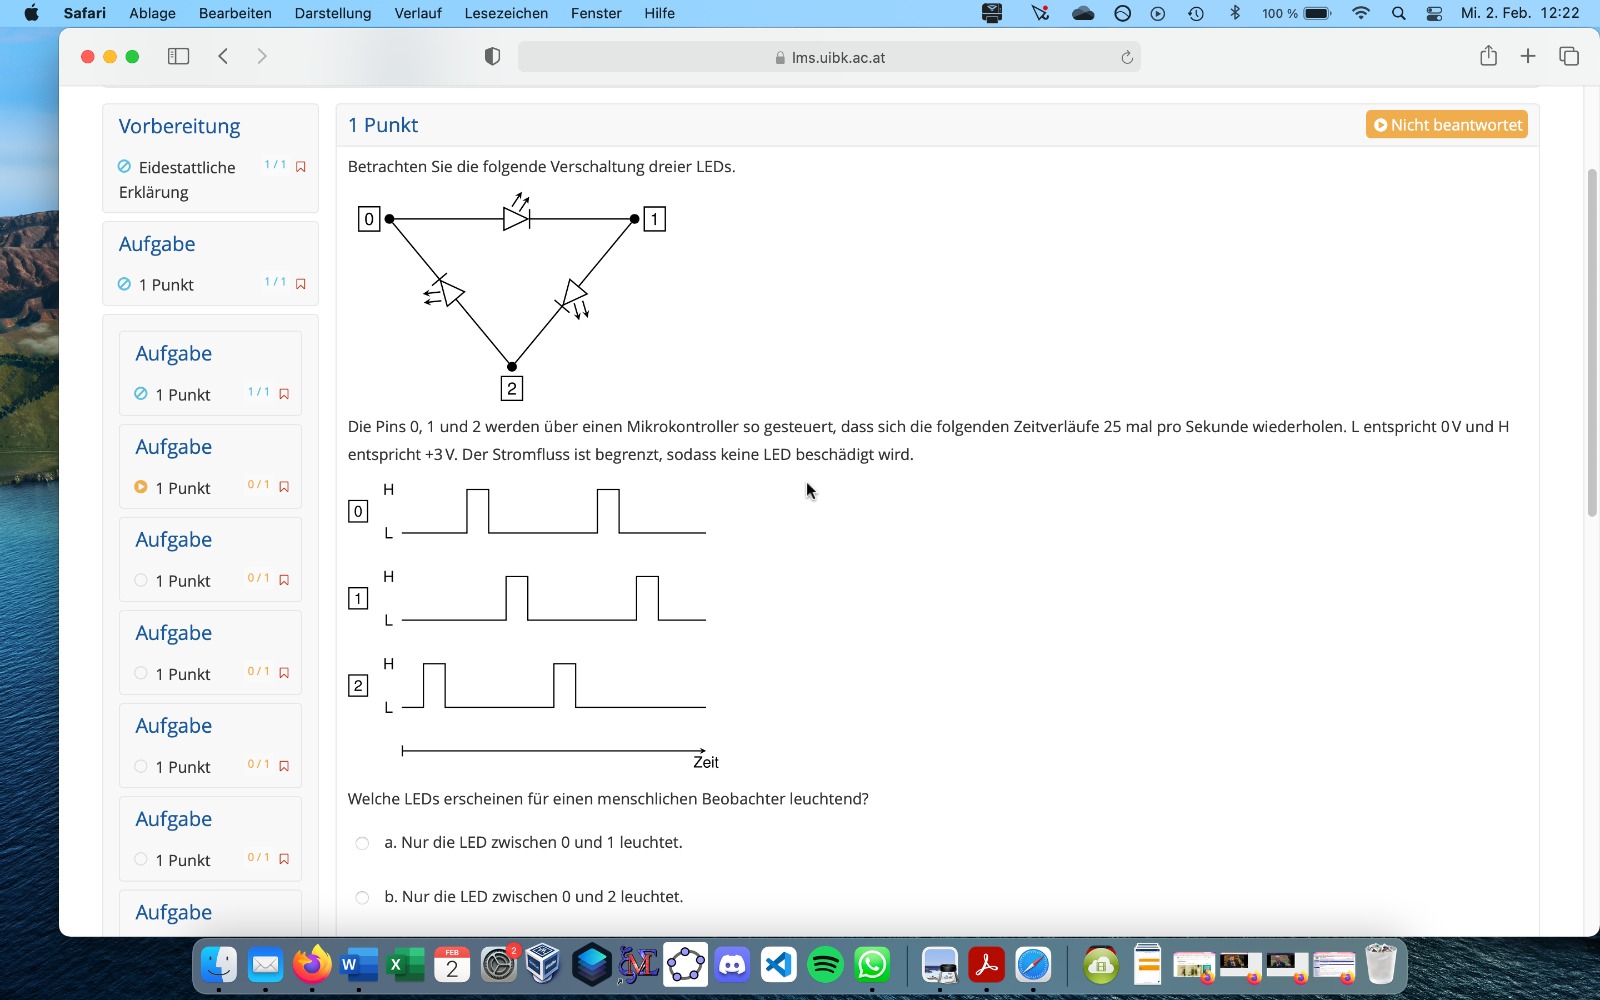 Safari Ablage Bearbeiten Darstellung Verlauf Lesezeichen Fenster Hilfe 100 % Mi. 2. Feb. 12:22
lms.uibk.ac.at
Vorbereitung
Eidestattliche Erklärung 1 / 1
Aufgabe
1 Punkt 1 / 1
Aufgabe
1 Punkt 1 / 1
Aufgabe
1 Punkt 0 / 1
Aufgabe
1 Punkt 0 / 1
Aufgabe
1 Punkt 0 / 1
Aufgabe
1 Punkt 0 / 1
Aufgabe
1 Punkt 0 / 1
Aufgabe
1 Punkt Nicht beantwortet
Betrachten Sie die folgende Verschaltung dreier LEDs.
0 1
2
Die Pins 0, 1 und 2 werden über einen Mikrokontroller so gesteuert, dass sich die folgenden Zeitverläufe 25 mal pro Sekunde wiederholen. L entspricht 0 V und H
entspricht +3 V. Der Stromfluss ist begrenzt, sodass keine LED beschädigt wird.
H
0
L
H
1
L
H
2
L
Zeit
Welche LEDs erscheinen für einen menschlichen Beobachter leuchtend?
a. Nur die LED zwischen 0 und 1 leuchtet.
b. Nur die LED zwischen 0 und 2 leuchtet.
W X FEB 2 2 M